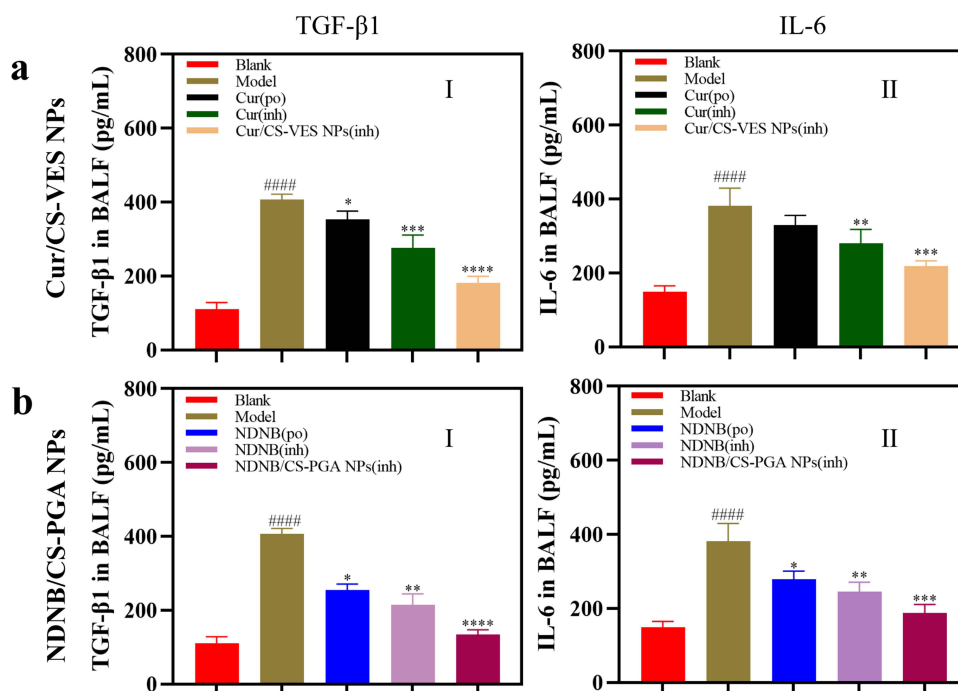 TGF-β1
IL-6
a
Cur/CS-VES NPs
TGF-β1 in BALF (pg/mL)
800
600
400
200
0
Blank
Model
Cur(po)
Cur(inh)
Cur/CS-VES NPs(inh)
I
####
*
***
****
IL-6 in BALF (pg/mL)
800
600
400
200
0
Blank
Model
Cur(po)
Cur(inh)
Cur/CS-VES NPs(inh)
II
####
**
***
b
NDNB/CS-PGA NPs
TGF-β1 in BALF (pg/mL)
800
600
400
200
0
Blank
Model
NDNB(po)
NDNB(inh)
NDNB/CS-PGA NPs(inh)
I
####
*
**
****
IL-6 in BALF (pg/mL)
800
600
400
200
0
Blank
Model
NDNB(po)
NDNB(inh)
NDNB/CS-PGA NPs(inh)
II
####
*
**
***